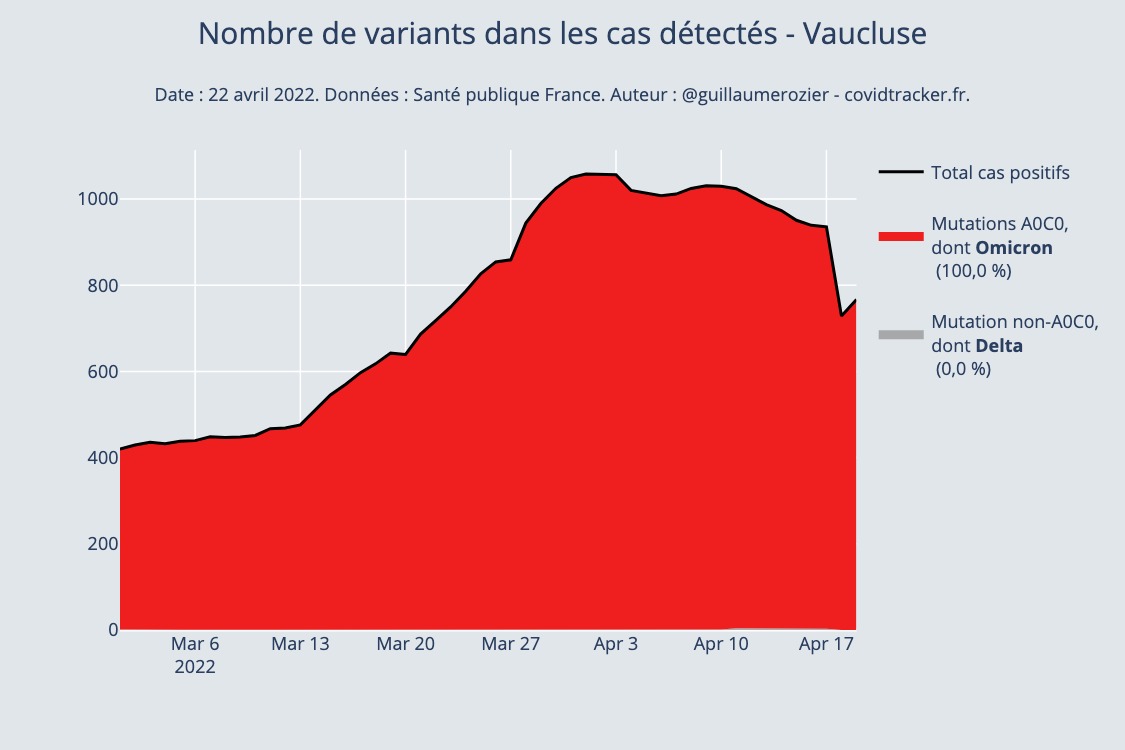 Nombre de variants dans les cas détectés - Vaucluse
Date : 22 avril 2022. Données : Santé publique France. Auteur : @guillaumerozier - covidtracker.fr.
Total cas positifs
Mutations A0C0,
dont Omicron
(100,0 %)
Mutation non-A0C0,
dont Delta
(0,0 %)
1000
800
600
400
200
0
Mar 6
2022
Mar 13
Mar 20
Mar 27
Apr 3
Apr 10
Apr 17